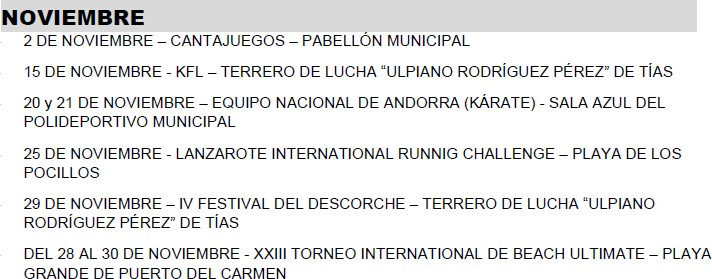 NOVIEMBRE
- 2 DE NOVIEMBRE – CANTAJUEGOS – PABELLÓN MUNICIPAL
- 15 DE NOVIEMBRE - KFL – TERRERO DE LUCHA “ULPIANO RODRÍGUEZ PÉREZ” DE TÍAS
- 20 y 21 DE NOVIEMBRE – EQUIPO NACIONAL DE ANDORRA (KÁRATE) - SALA AZUL DEL
POLIDEPORTIVO MUNICIPAL
- 25 DE NOVIEMBRE - LANZAROTE INTERNATIONAL RUNNIG CHALLENGE – PLAYA DE LOS
POCILLOS
- 29 DE NOVIEMBRE – IV FESTIVAL DEL DESCORCHE – TERRERO DE LUCHA “ULPIANO
RODRÍGUEZ PÉREZ” DE TÍAS
- DEL 28 AL 30 DE NOVIEMBRE - XXIII TORNEO INTERNATIONAL DE BEACH ULTIMATE – PLAYA
GRANDE DE PUERTO DEL CARMEN